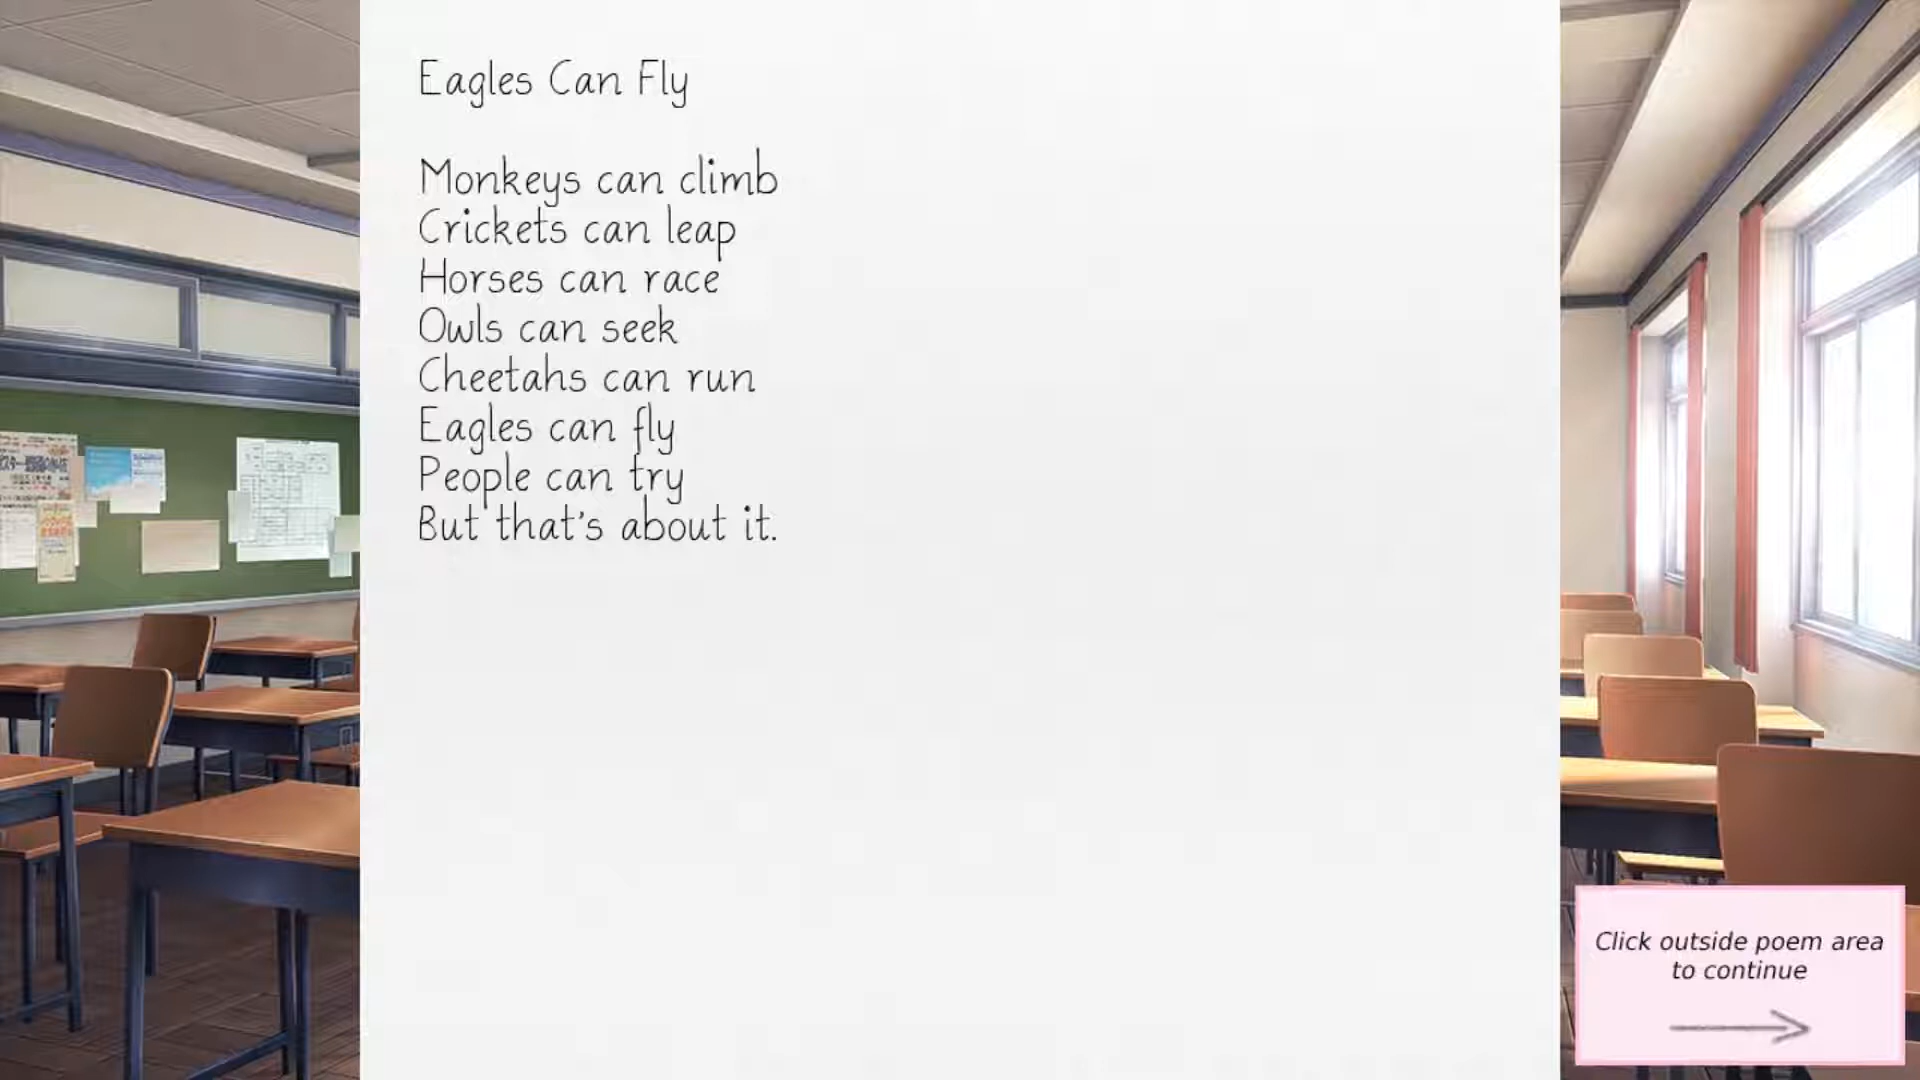 Eagles Can Fly
Monkeys can climb
Crickets can leap
Horses can race
Owls can seek
Cheetahs can run
Eagles can fly
People can try
But that's about it.
Click outside poem area
to continue